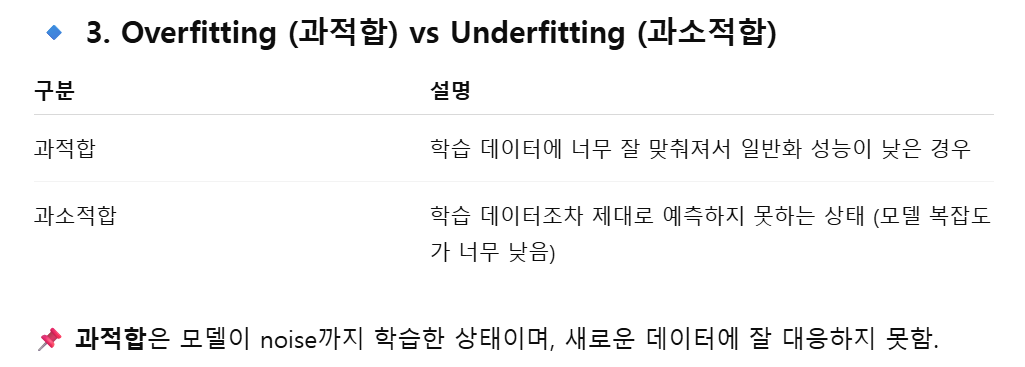 🔹 3. Overfitting (과적합) vs Underfitting (과소적합)
구분 설명
과적합 학습 데이터에 너무 잘 맞춰져서 일반화 성능이 낮은 경우
과소적합 학습 데이터조차 제대로 예측하지 못하는 상태 (모델 복잡도
가 너무 낮음)
📌 과적합은 모델이 noise까지 학습한 상태이며, 새로운 데이터에 잘 대응하지 못함.